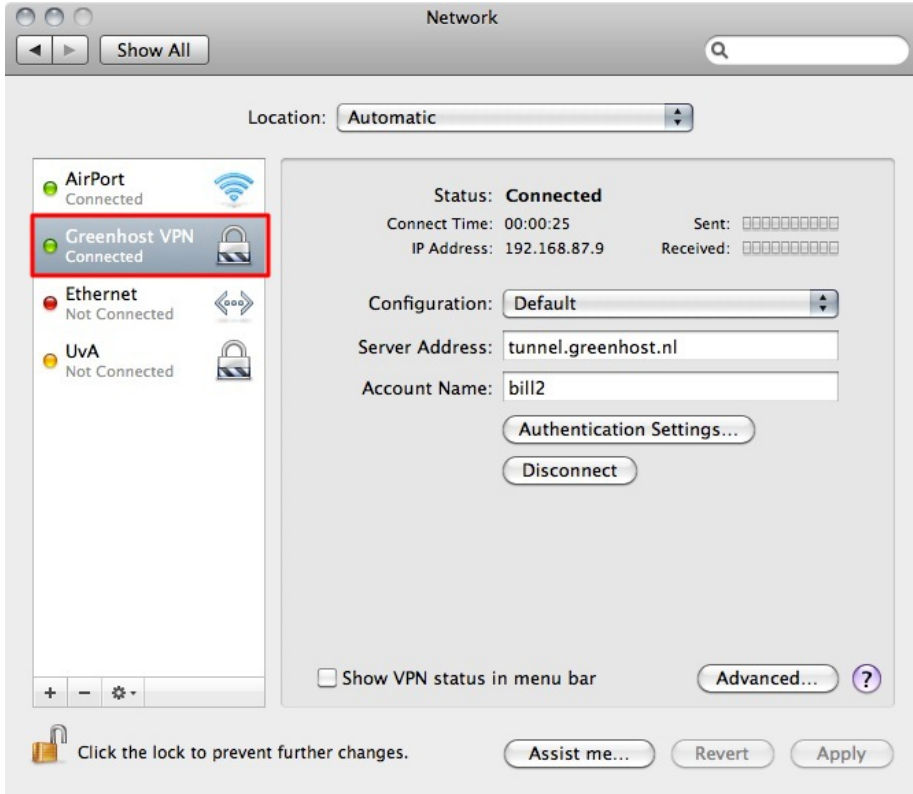 Network
Show All
Location: Automatic
AirPort
Connected
Greenhost VPN
Connected
Ethernet
Not Connected
UvA
Not Connected
Status: Connected
Connect Time: 00:00:25 Sent:
IP Address: 192.168.87.9 Received:
Configuration: Default
Server Address: tunnel.greenhost.nl
Account Name: bill2
Authentication Settings...
Disconnect
Show VPN status in menu bar Advanced... ?
+ −
Click the lock to prevent further changes. Assist me... Revert Apply